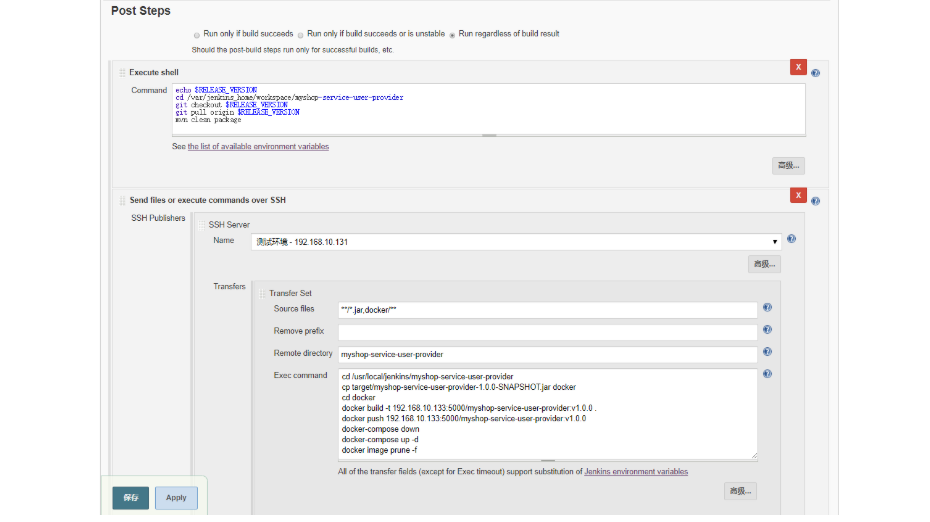 Post Steps
Run only if build succeeds Run only if build succeeds or is unstable Run regardless of build result
Should the post-build steps run only for successful builds, etc.
Execute shell
X
Command
echo $RELEASE_VERSION
cd /var/jenkins_home/workspace/myshop-service-user-provider
git checkout $RELEASE_VERSION
git pull origin $RELEASE_VERSION
mvn clean package
See the list of available environment variables
高级...
Send files or execute commands over SSH
X
SSH Publishers
SSH Server
Name
测试环境 - 192.168.10.131
高级...
Transfers
Transfer Set
Source files
**/*.jar,docker/**
Remove prefix
Remote directory
myshop-service-user-provider
Exec command
cd /usr/local/jenkins/myshop-service-user-provider
cp target/myshop-service-user-provider-1.0.0-SNAPSHOT.jar docker
cd docker
docker build -t 192.168.10.133:5000/myshop-service-user-provider:v1.0.0 .
docker push 192.168.10.133:5000/myshop-service-user-provider:v1.0.0
docker-compose down
docker-compose up -d
docker image prune -f
All of the transfer fields (except for Exec timeout) support substitution of Jenkins environment variables
高级...
保存
Apply